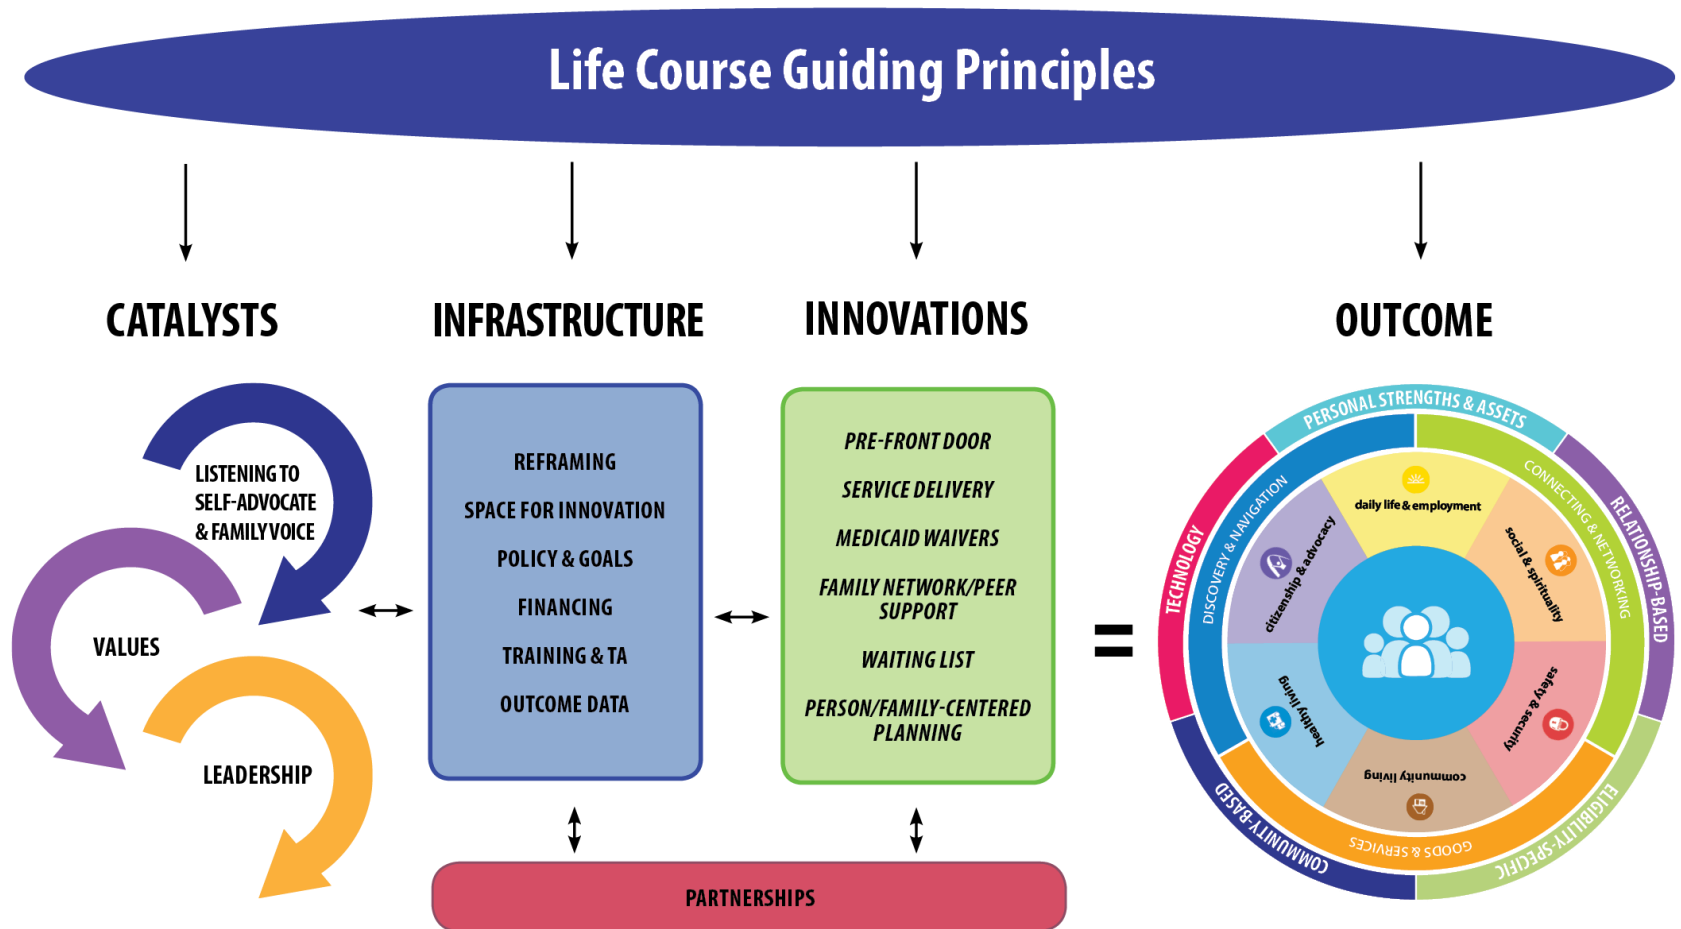 Life Course Guiding Principles
CATALYSTS
INFRASTRUCTURE
INNOVATIONS
OUTCOME
LISTENING TO
SELF-ADVOCATE
& FAMILY VOICE
VALUES
LEADERSHIP
REFRAMING
SPACE FOR INNOVATION
POLICY & GOALS
FINANCING
TRAINING & TA
OUTCOME DATA
PRE-FRONT DOOR
SERVICE DELIVERY
MEDICAID WAIVERS
FAMILY NETWORK/PEER
SUPPORT
WAITING LIST
PERSON/FAMILY-CENTERED
PLANNING
PARTNERSHIPS
=
PERSONAL STRENGTHS & ASSETS
RELATIONSHIP-BASED
ELIGIBILITY-SPECIFIC
COMMUNITY-BASED
TECHNOLOGY
DISCOVERY & NAVIGATION
CONNECTING & NETWORKING
GOODS & SERVICES
daily life & employment
social & spirituality
safety & security
community living
healthy living
citizenship & advocacy